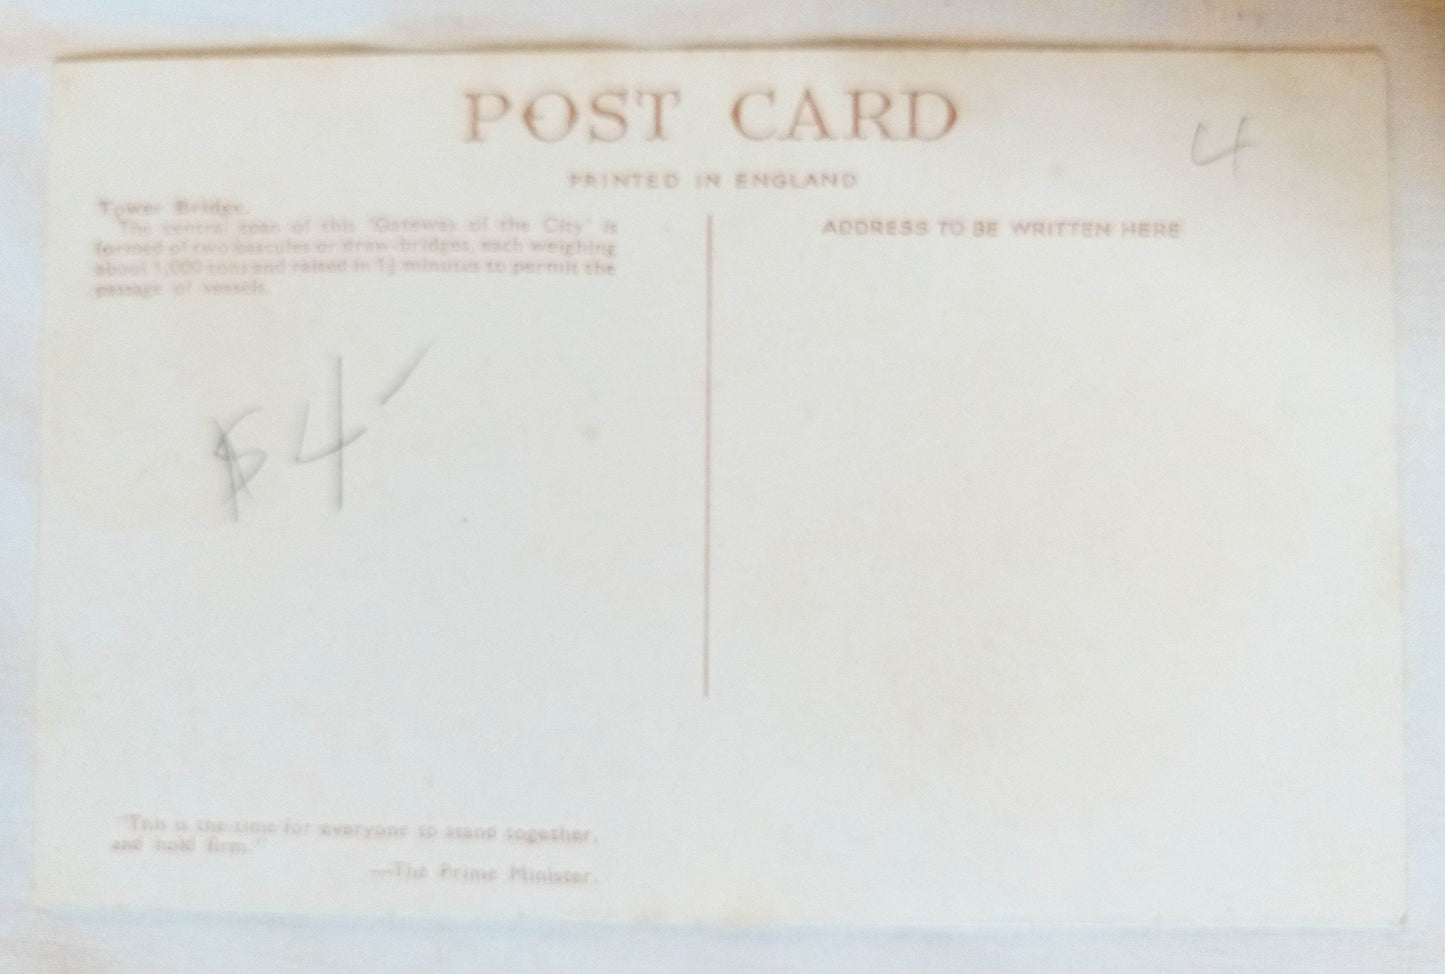 POST CARD
4
PRINTED IN ENGLAND
Tower Bridge.
The central span of this 'Gateway of the City' is
formed of two bascules or draw-bridges, each weighing
about 1,000 tons and raised in 1½ minutes to permit the
passage of vessels.
ADDRESS TO BE WRITTEN HERE
$4
"This is the time for everyone to stand together,
and hold firm."
—The Prime Minister.